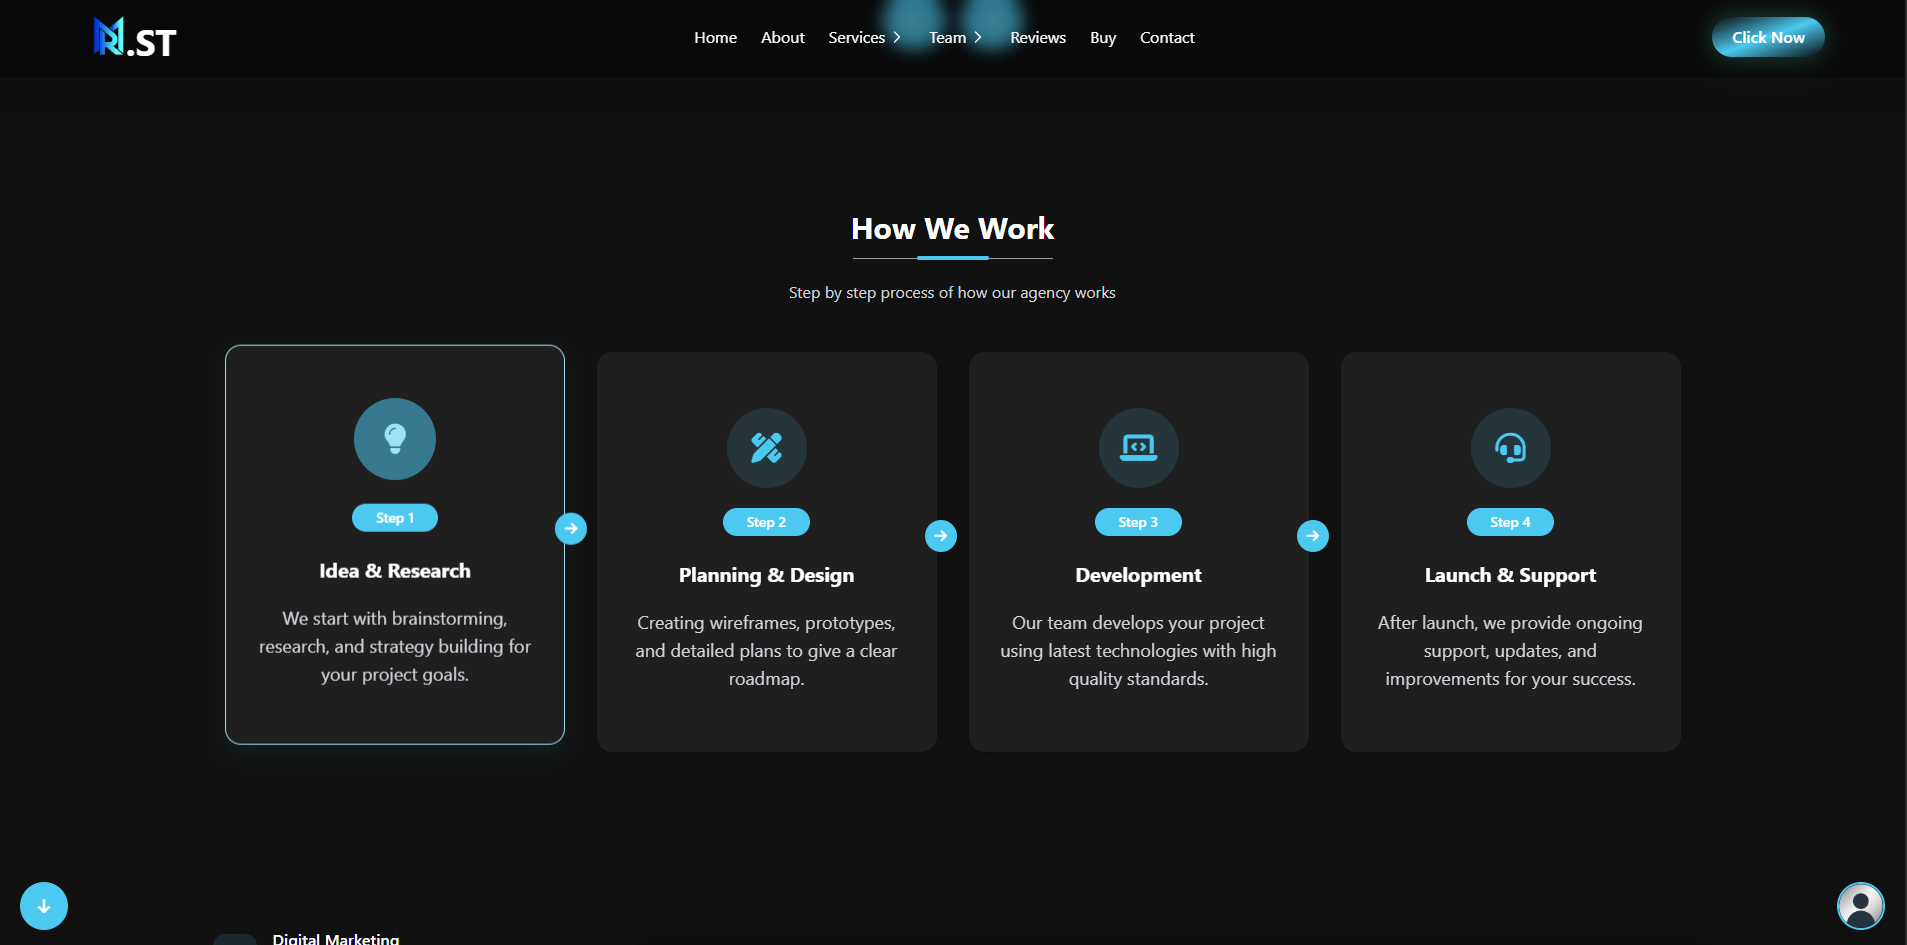 M.ST
Home About Services Team Reviews Buy Contact
Click Now
How We Work
Step by step process of how our agency works
Step 1
Idea & Research
We start with brainstorming,
research, and strategy building for
your project goals.
Step 2
Planning & Design
Creating wireframes, prototypes,
and detailed plans to give a clear
roadmap.
Step 3
Development
Our team develops your project
using latest technologies with high
quality standards.
Step 4
Launch & Support
After launch, we provide ongoing
support, updates, and
improvements for your success.
Digital Marketing